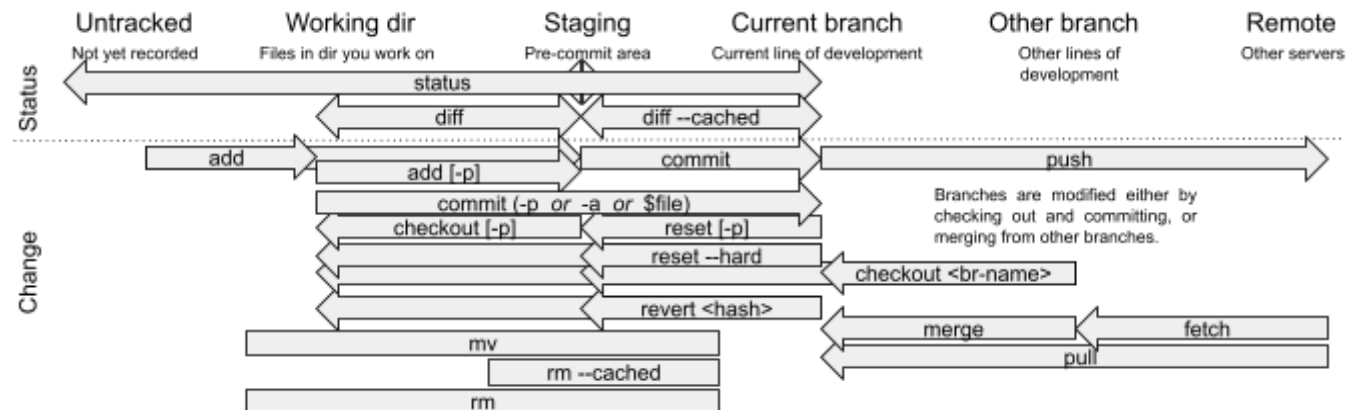 Untracked Working dir Staging Current branch Other branch Remote
Not yet recorded Files in dir you work on Pre-commit area Current line of development Other lines of Other servers
development
Status
status
diff diff --cached
add commit push
add [-p]
Change
commit (-p or -a or $file)
Branches are modified either by
checking out and committing, or
merging from other branches.
checkout [-p] reset [-p]
reset --hard
checkout <br-name>
revert <hash>
merge fetch
mv
pull
rm --cached
rm